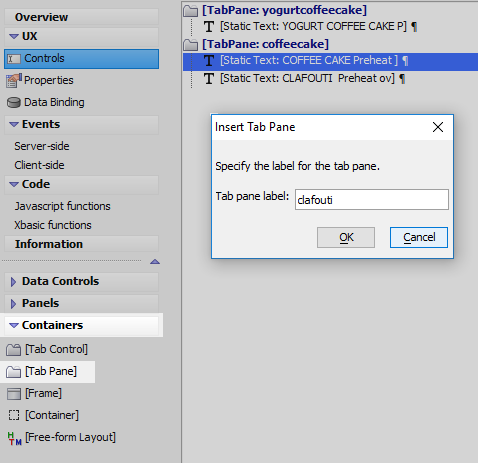 Overview
UX
Controls
Properties
Data Binding
Events
Server-side
Client-side
Code
Javascript functions
Xbasic functions
Information
Data Controls
Panels
Containers
[Tab Control]
[Tab Pane]
[Frame]
[Container]
HTM [Free-form Layout]
[TabPane: yogurtcoffeecake]
T [Static Text: YOGURT COFFEE CAKE P] ¶
[TabPane: coffeecake]
T [Static Text: COFFEE CAKE Preheat ] ¶
T [Static Text: CLAFOUTI  Preheat ov] ¶
Insert Tab Pane
Specify the label for the tab pane.
Tab pane label: clafouti
OK Cancel